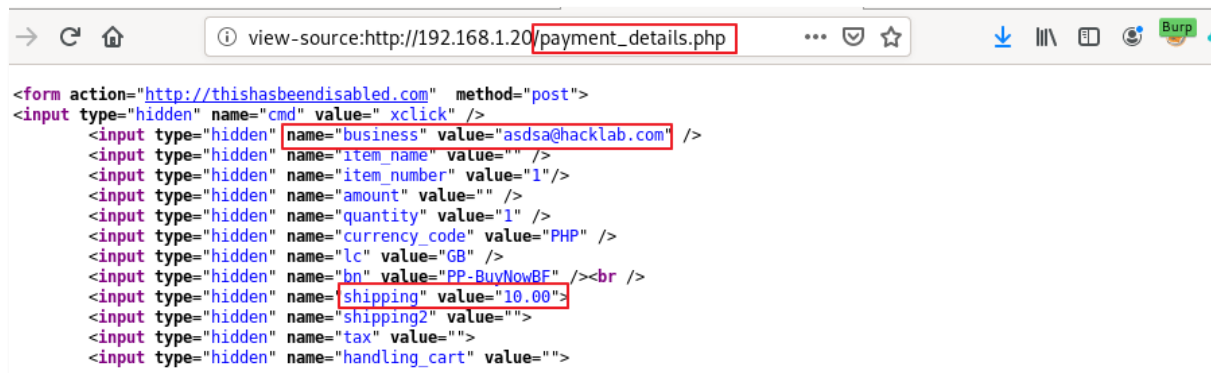 view-source:http://192.168.1.20/payment_details.php
Burp
<form action="http://thishasbeendisabled.com" method="post">
<input type="hidden" name="cmd" value="_xclick" />
<input type="hidden" name="business" value="asdsa@hacklab.com" />
<input type="hidden" name="item_name" value="" />
<input type="hidden" name="item_number" value="1"/>
<input type="hidden" name="amount" value="" />
<input type="hidden" name="quantity" value="1" />
<input type="hidden" name="currency_code" value="PHP" />
<input type="hidden" name="lc" value="GB" />
<input type="hidden" name="bn" value="PP-BuyNowBF" /><br />
<input type="hidden" name="shipping" value="10.00">
<input type="hidden" name="shipping2" value="">
<input type="hidden" name="tax" value="">
<input type="hidden" name="handling_cart" value="">